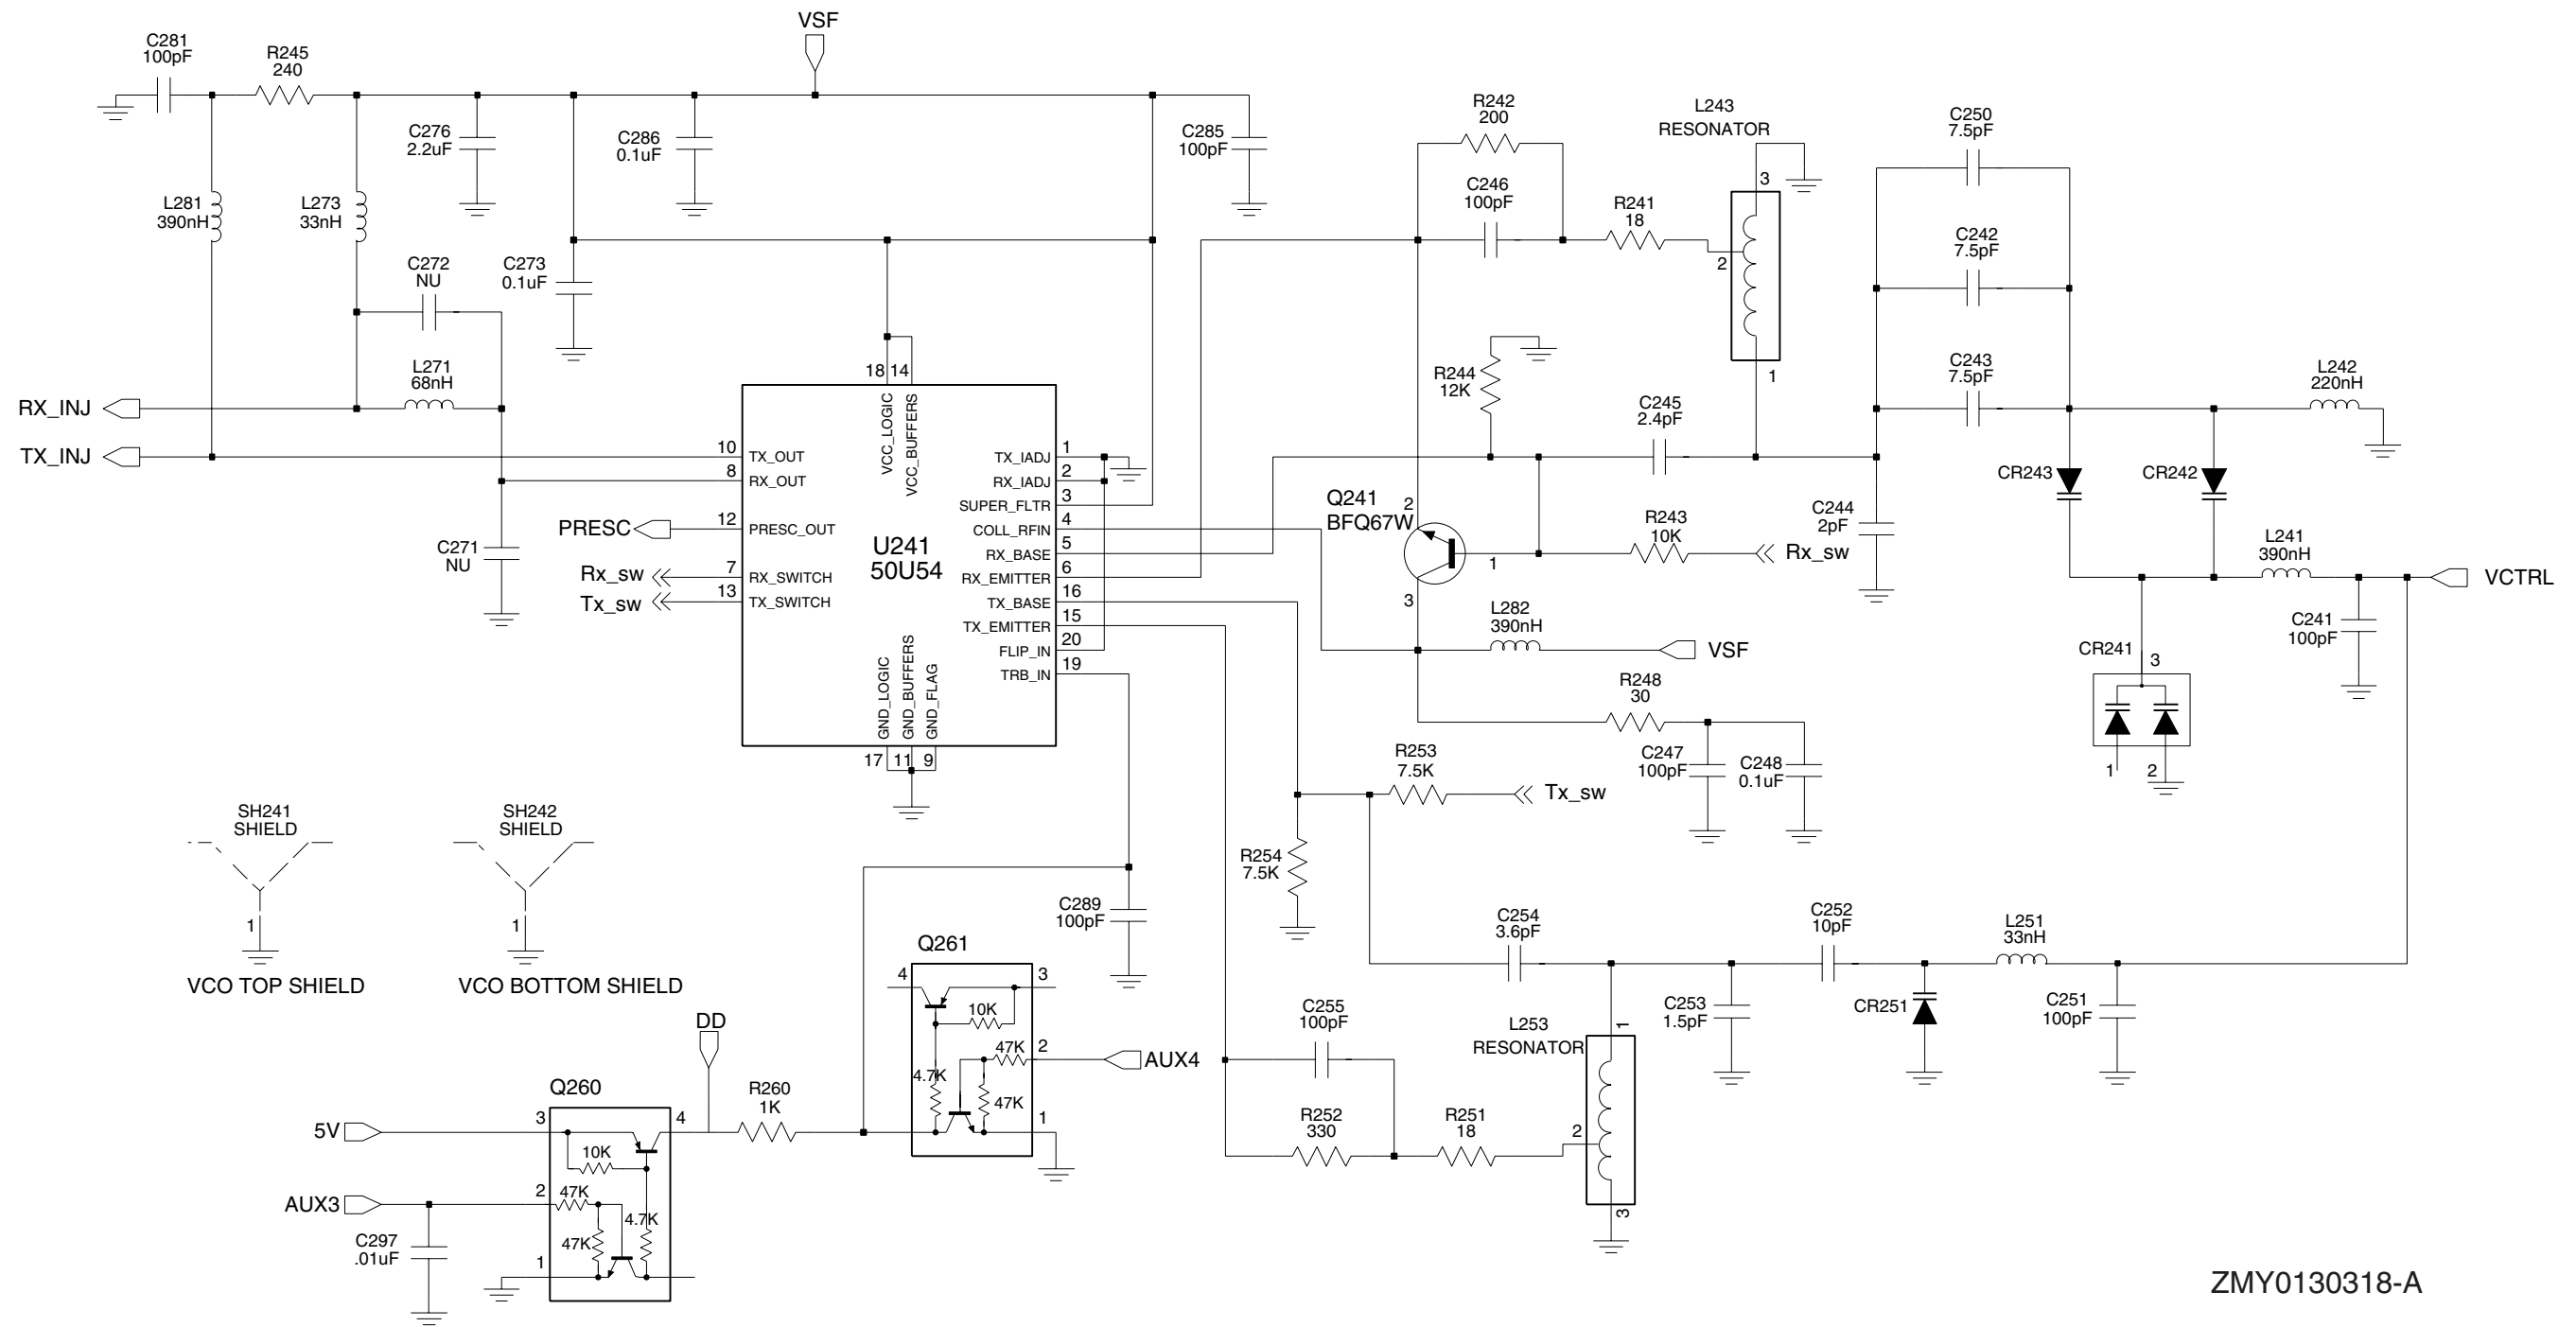 VSF
C281
100pF
R245
240
C276
2.2uF
C286
0.1uF
C285
100pF
L281
390nH
L273
33nH
C272
NU
C273
0.1uF
L271
68nH
RX_INJ
TX_INJ
C271
NU
PRESC
Rx_sw
Tx_sw
18
14
VCC_LOGIC
VCC_BUFFERS
10
TX_OUT
8
RX_OUT
12
PRESC_OUT
7
RX_SWITCH
13
TX_SWITCH
U241
50U54
TX_IADJ
1
RX_IADJ
2
SUPER_FLTR
3
COLL_RFIN
4
RX_BASE
5
RX_EMITTER
6
TX_BASE
16
TX_EMITTER
15
FLIP_IN
20
TRB_IN
19
GND_LOGIC
GND_BUFFERS
GND_FLAG
17
11
9
R242
200
C246
100pF
R241
18
L243
RESONATOR
3
2
1
R244
12K
C245
2.4pF
Q241
BFQ67W
2
1
3
R243
10K
Rx_sw
L282
390nH
VSF
R248
30
C247
100pF
C248
0.1uF
C250
7.5pF
C242
7.5pF
C243
7.5pF
L242
220nH
CR243
CR242
C244
2pF
L241
390nH
VCTRL
C241
100pF
CR241
3
1
2
R253
7.5K
Tx_sw
R254
7.5K
C254
3.6pF
C252
10pF
L251
33nH
C253
1.5pF
CR251
C251
100pF
C255
100pF
L253
RESONATOR
1
2
3
R252
330
R251
18
SH241
SHIELD
1
VCO TOP SHIELD
SH242
SHIELD
1
VCO BOTTOM SHIELD
C289
100pF
Q261
4
3
10K
47K
2
AUX4
4.7K
47K
1
DD
Q260
R260
1K
5V
3
4
10K
AUX3
2
47K
4.7K
47K
1
C297
.01uF
ZMY0130318-A